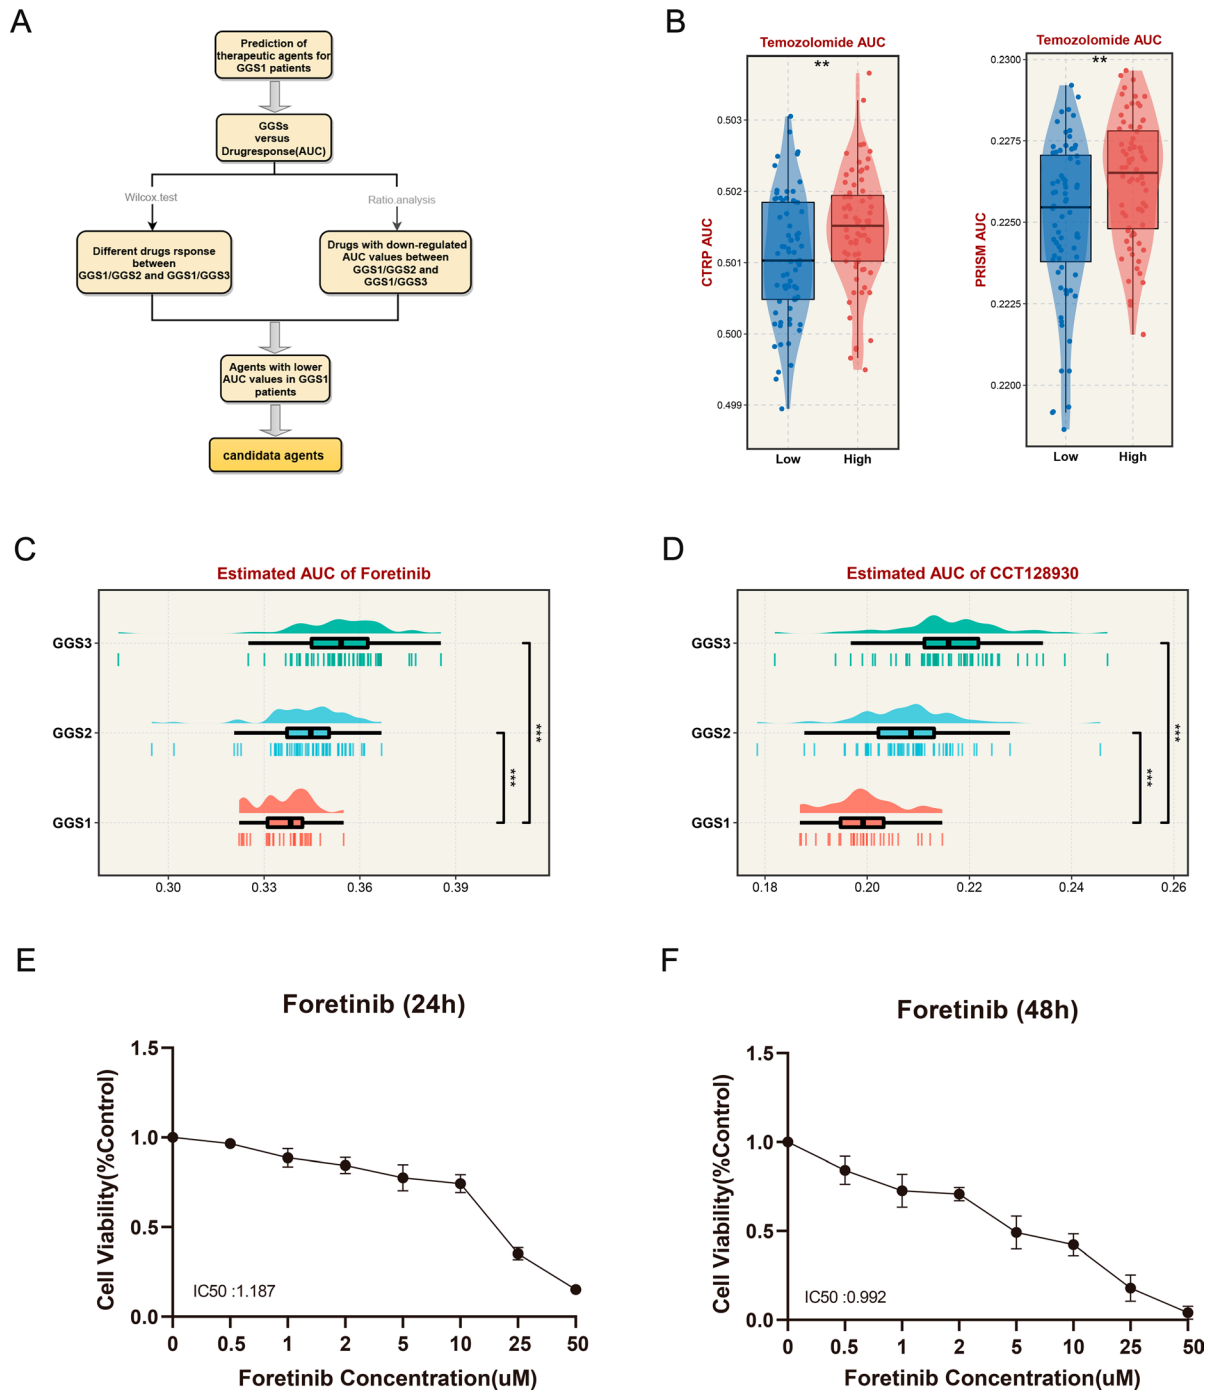 A
Prediction of
therapeutic agents for
GGS1 patients
GGSs
versus
Drugresponse(AUC)
Wilcox.test
Ratio.analysis
Different drugs rsponse
between
GGS1/GGS2 and GGS1/GGS3
Drugs with down-regulated
AUC values between
GGS1/GGS2 and
GGS1/GGS3
Agents with lower
AUC values in GGS1
patients
candidata agents
B
Temozolomide AUC
**
CTRP AUC
0.503
0.502
0.501
0.500
0.499
Low High
Temozolomide AUC
**
PRISM AUC
0.2300
0.2275
0.2250
0.2225
0.2200
Low High
C
Estimated AUC of Foretinib
GGS3
GGS2
GGS1
***
***
0.30 0.33 0.36 0.39
D
Estimated AUC of CCT128930
GGS3
GGS2
GGS1
***
***
0.18 0.20 0.22 0.24 0.26
E
Foretinib (24h)
Cell Viability(%Control)
1.5
1.0
0.5
0.0
IC50 :1.187
0 0.5 1 2 5 10 25 50
Foretinib Concentration(uM)
F
Foretinib (48h)
Cell Viability(%Control)
1.5
1.0
0.5
0.0
IC50 :0.992
0 0.5 1 2 5 10 25 50
Foretinib Concentration(uM)